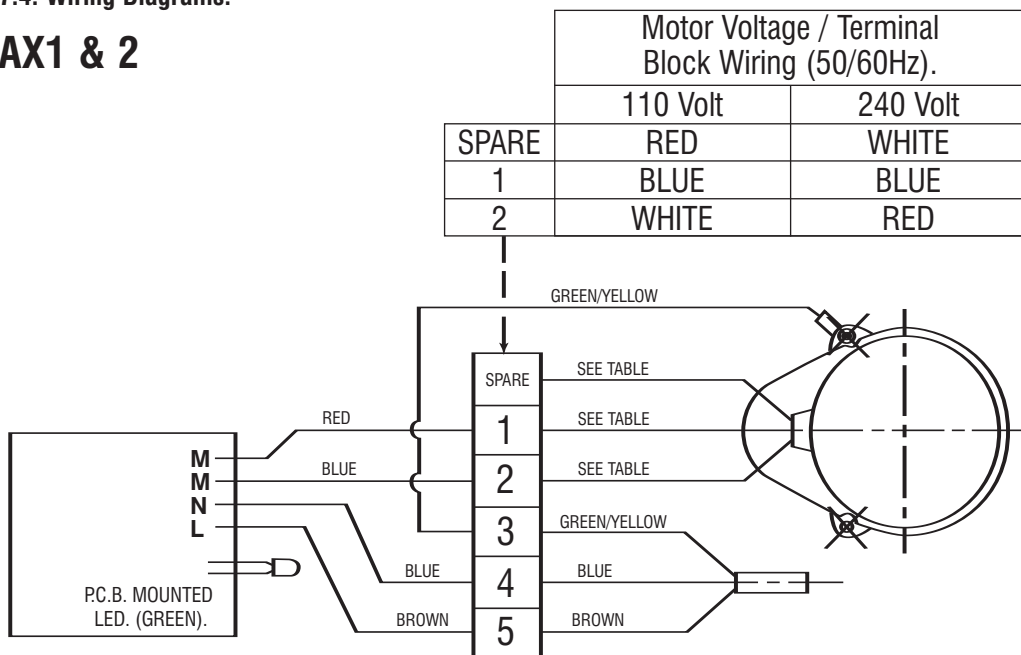 7.4. Wiring Diagrams.
AX1 & 2
Motor Voltage / Terminal
Block Wiring (50/60Hz).
110 Volt 240 Volt
SPARE RED WHITE
1 BLUE BLUE
2 WHITE RED
GREEN/YELLOW
SPARE SEE TABLE
RED 1 SEE TABLE
M
BLUE 2 SEE TABLE
M
N
L
3 GREEN/YELLOW
BLUE 4 BLUE
P.C.B. MOUNTED
LED. (GREEN).
BROWN 5 BROWN